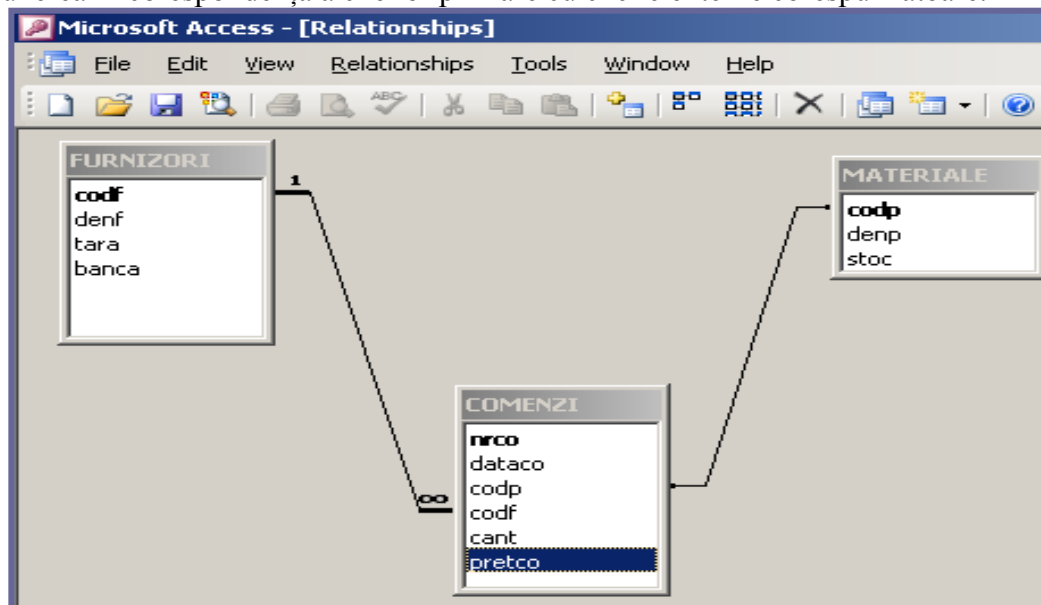 Microsoft Access - [Relationships]
File Edit View Relationships Tools Window Help
FURNIZORI
codf
denf
tara
banca
1
∞
MATERIALE
codp
denp
stoc
COMENZI
nrco
dataco
codp
codf
cant
pretco